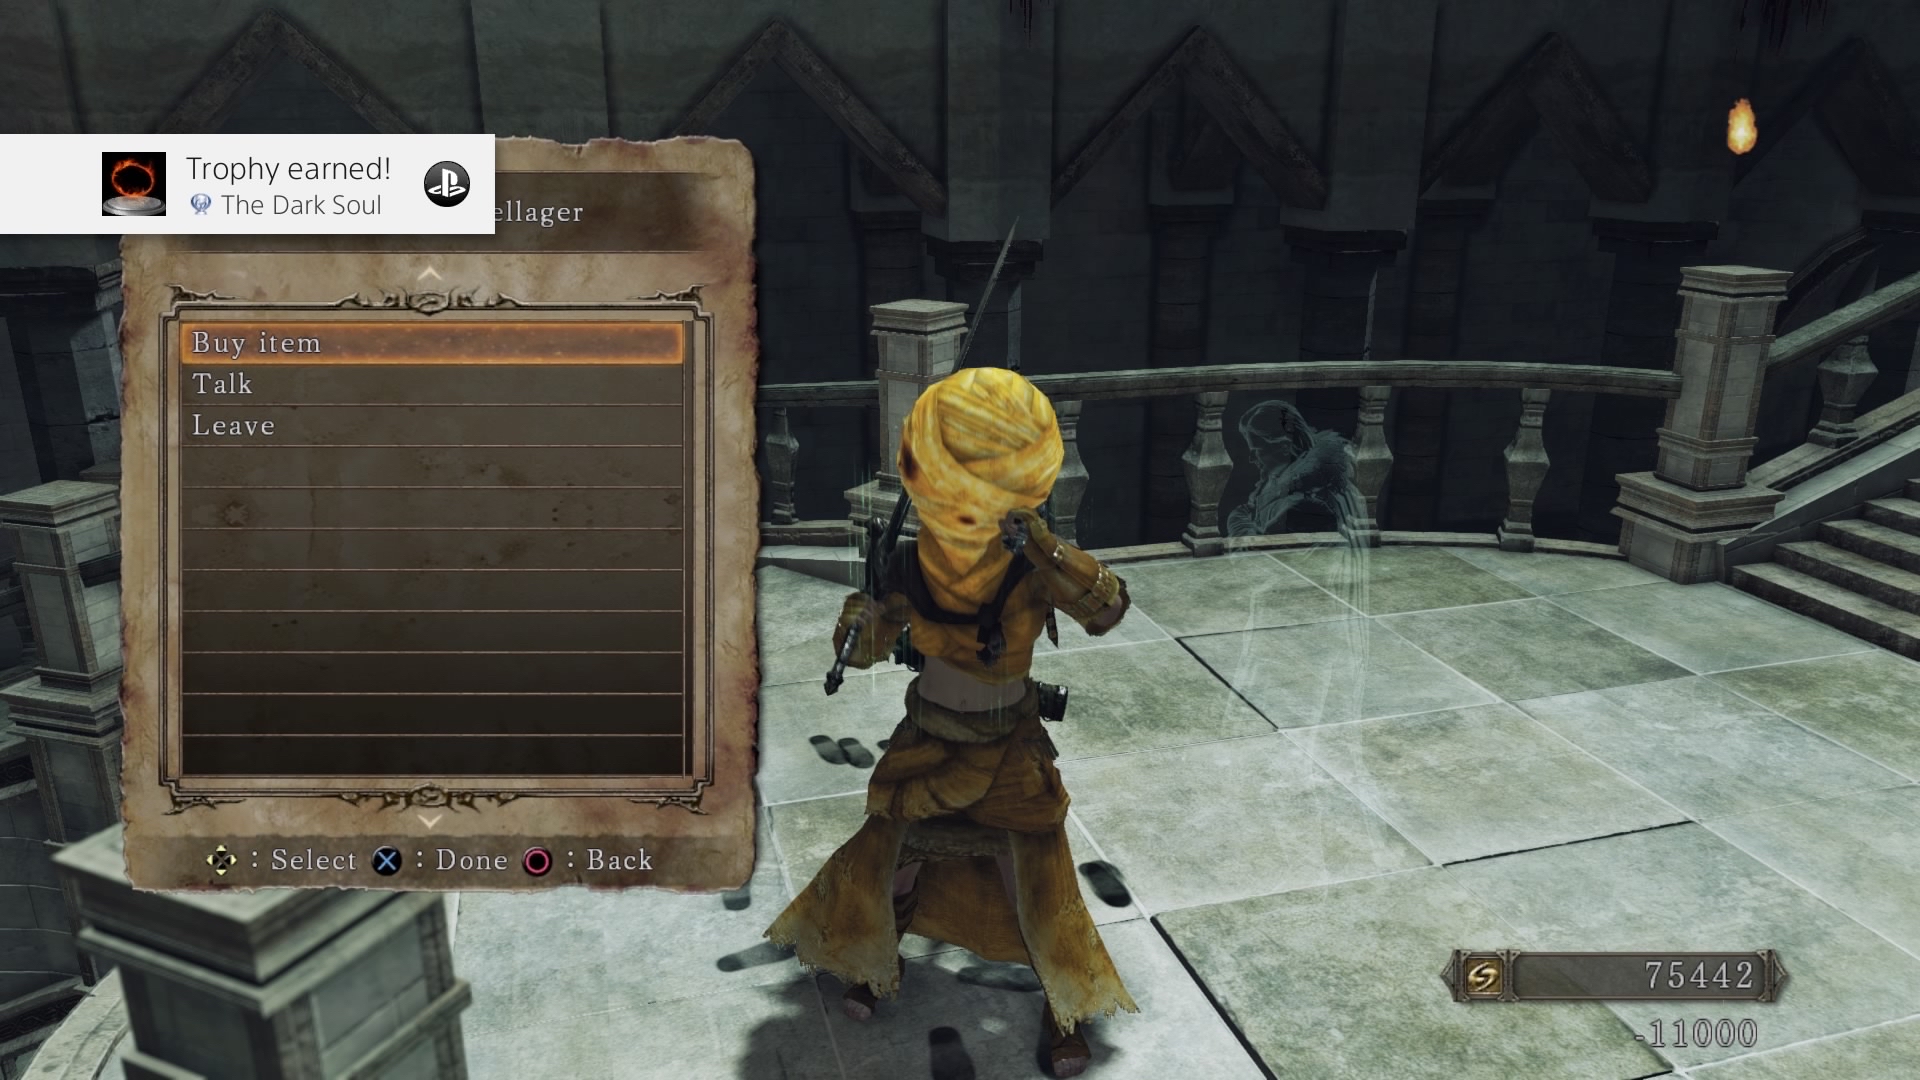 Trophy earned!
The Dark Soul
ellager
Buy item
Talk
Leave
: Select : Done : Back
75442
-11000